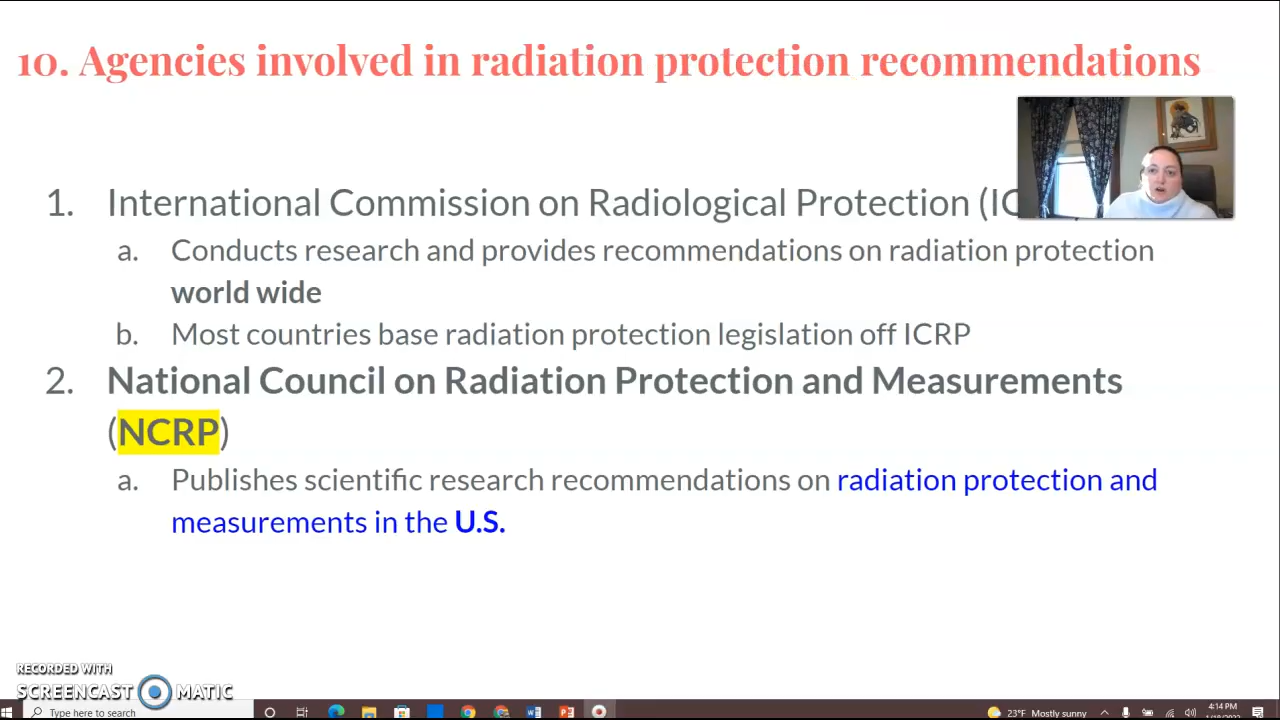 10. Agencies involved in radiation protection recommendations
1. International Commission on Radiological Protection (IC
a. Conducts research and provides recommendations on radiation protection
world wide
b. Most countries base radiation protection legislation off ICRP
2. National Council on Radiation Protection and Measurements
(NCRP)
a. Publishes scientific research recommendations on radiation protection and
measurements in the U.S.
RECORDED WITH
SCREENCAST MATIC
Type here to search
23°F Mostly sunny
4:14 PM